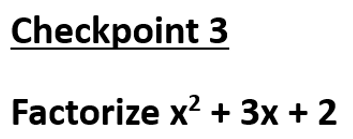 Checkpoint 3
Factorize x² + 3x + 2